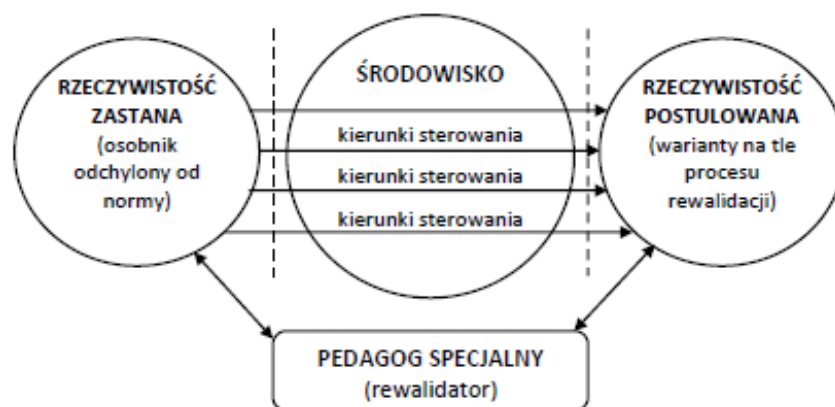 RZECZYWISTOŚĆ
ZASTANA
(osobnik
odchylony od
normy)
ŚRODOWISKO
kierunki sterowania
kierunki sterowania
kierunki sterowania
RZECZYWISTOŚĆ
POSTULOWANA
(warianty na tle
procesu
rewalidacji)
PEDAGOG SPECJALNY
(rewalidator)